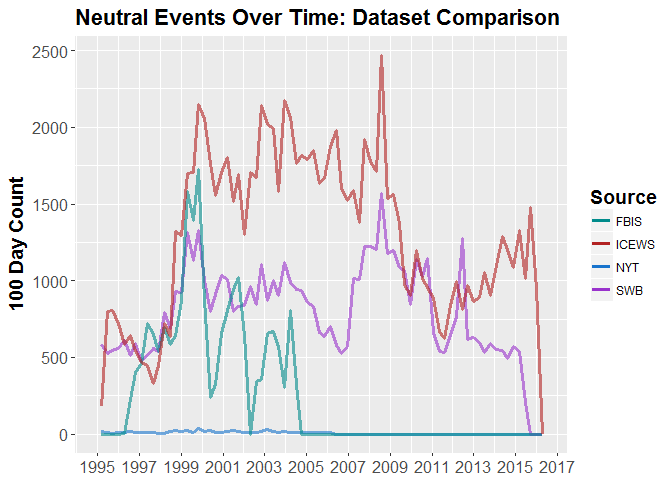 Neutral Events Over Time: Dataset Comparison
100 Day Count
2500
2000
1500
1000
500
0
1995 1997 1999 2001 2003 2005 2007 2009 2011 2013 2015 2017
Source
FBIS
ICEWS
NYT
SWB